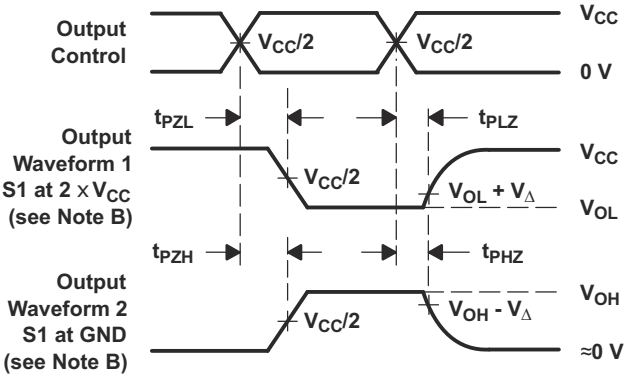 Output
Control
V_CC/2
V_CC/2
V_CC
0 V
t_PZL
t_PLZ
Output
Waveform 1
S1 at 2 x V_CC
(see Note B)
V_CC/2
V_OL + V_Δ
V_CC
V_OL
t_PZH
t_PHZ
Output
Waveform 2
S1 at GND
(see Note B)
V_CC/2
V_OH - V_Δ
V_OH
≈0 V